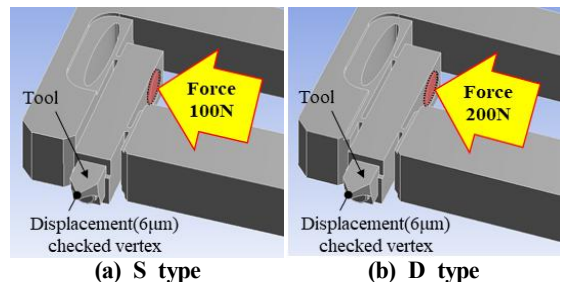 Tool
Force
100N
Displacement(6μm)
checked vertex
(a) S type
Tool
Force
200N
Displacement(6μm)
checked vertex
(b) D type